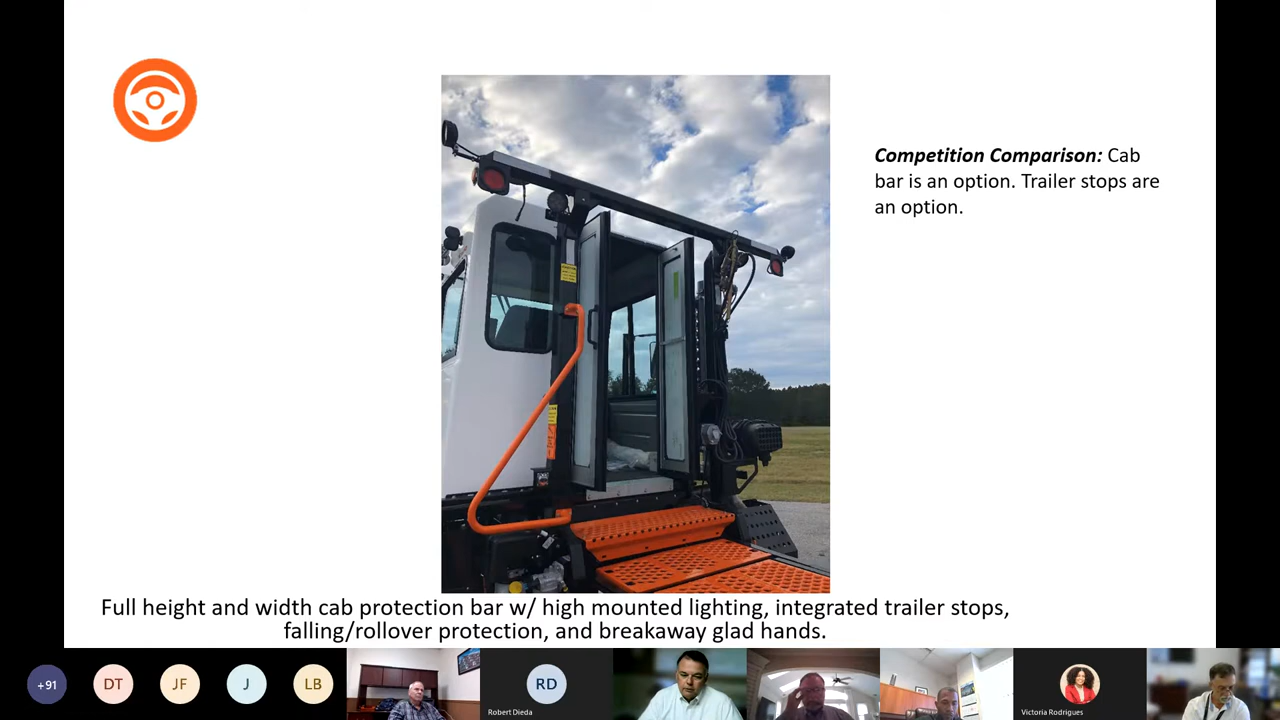 Competition Comparison: Cab
bar is an option. Trailer stops are
an option.
Full height and width cab protection bar w/ high mounted lighting, integrated trailer stops,
falling/rollover protection, and breakaway glad hands.
+91
DT
JF
J
LB
RD
Robert Dieda
Victoria Rodrigues